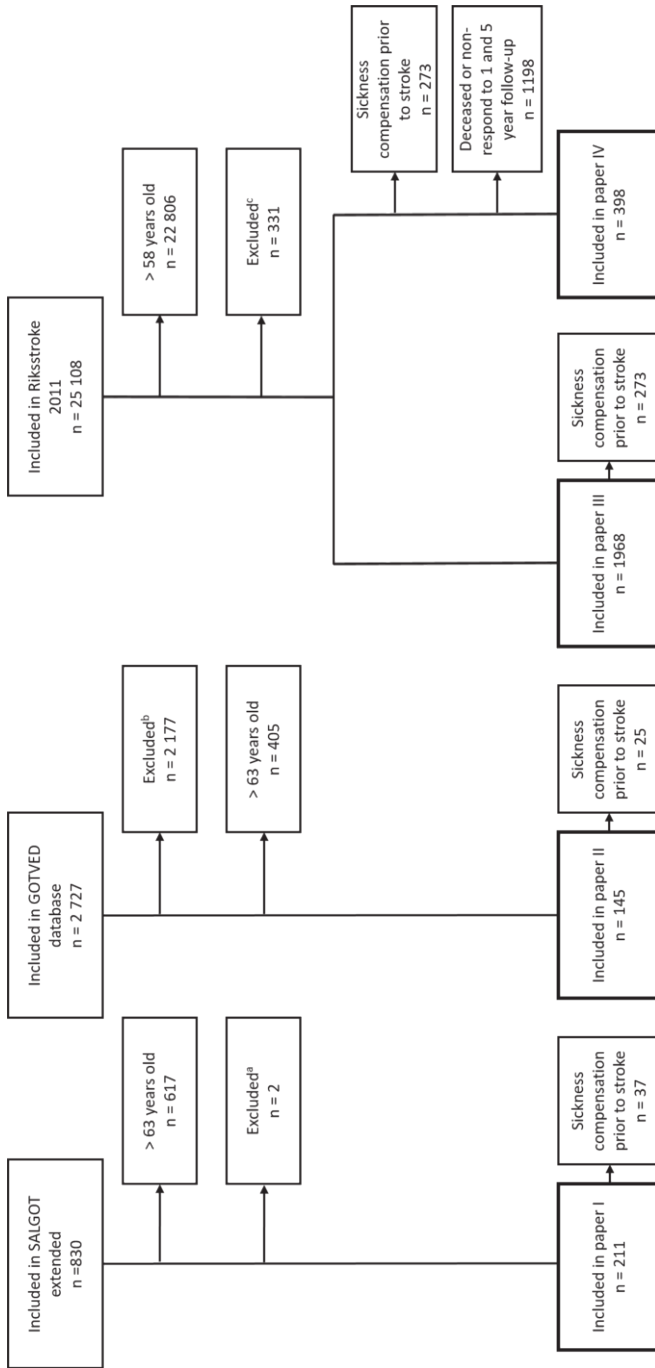 Included in SALGOT
extended
n =830
> 63 years old
n = 617
Excludedᵃ
n = 2
Included in paper I
n = 211
Sickness
compensation
prior to stroke
n = 37
Included in GOTVED
database
n = 2 727
Excludedᵇ
n = 2 177
> 63 years old
n = 405
Included in paper II
n = 145
Sickness
compensation
prior to stroke
n = 25
Included in Riksstroke
2011
n = 25 108
> 58 years old
n = 22 806
Excludedᶜ
n = 331
Included in paper III
n = 1968
Sickness
compensation
prior to stroke
n = 273
Sickness
compensation prior
to stroke
n = 273
Deceased or non-
respond to 1 and 5
year follow-up
n = 1198
Included in paper IV
n = 398